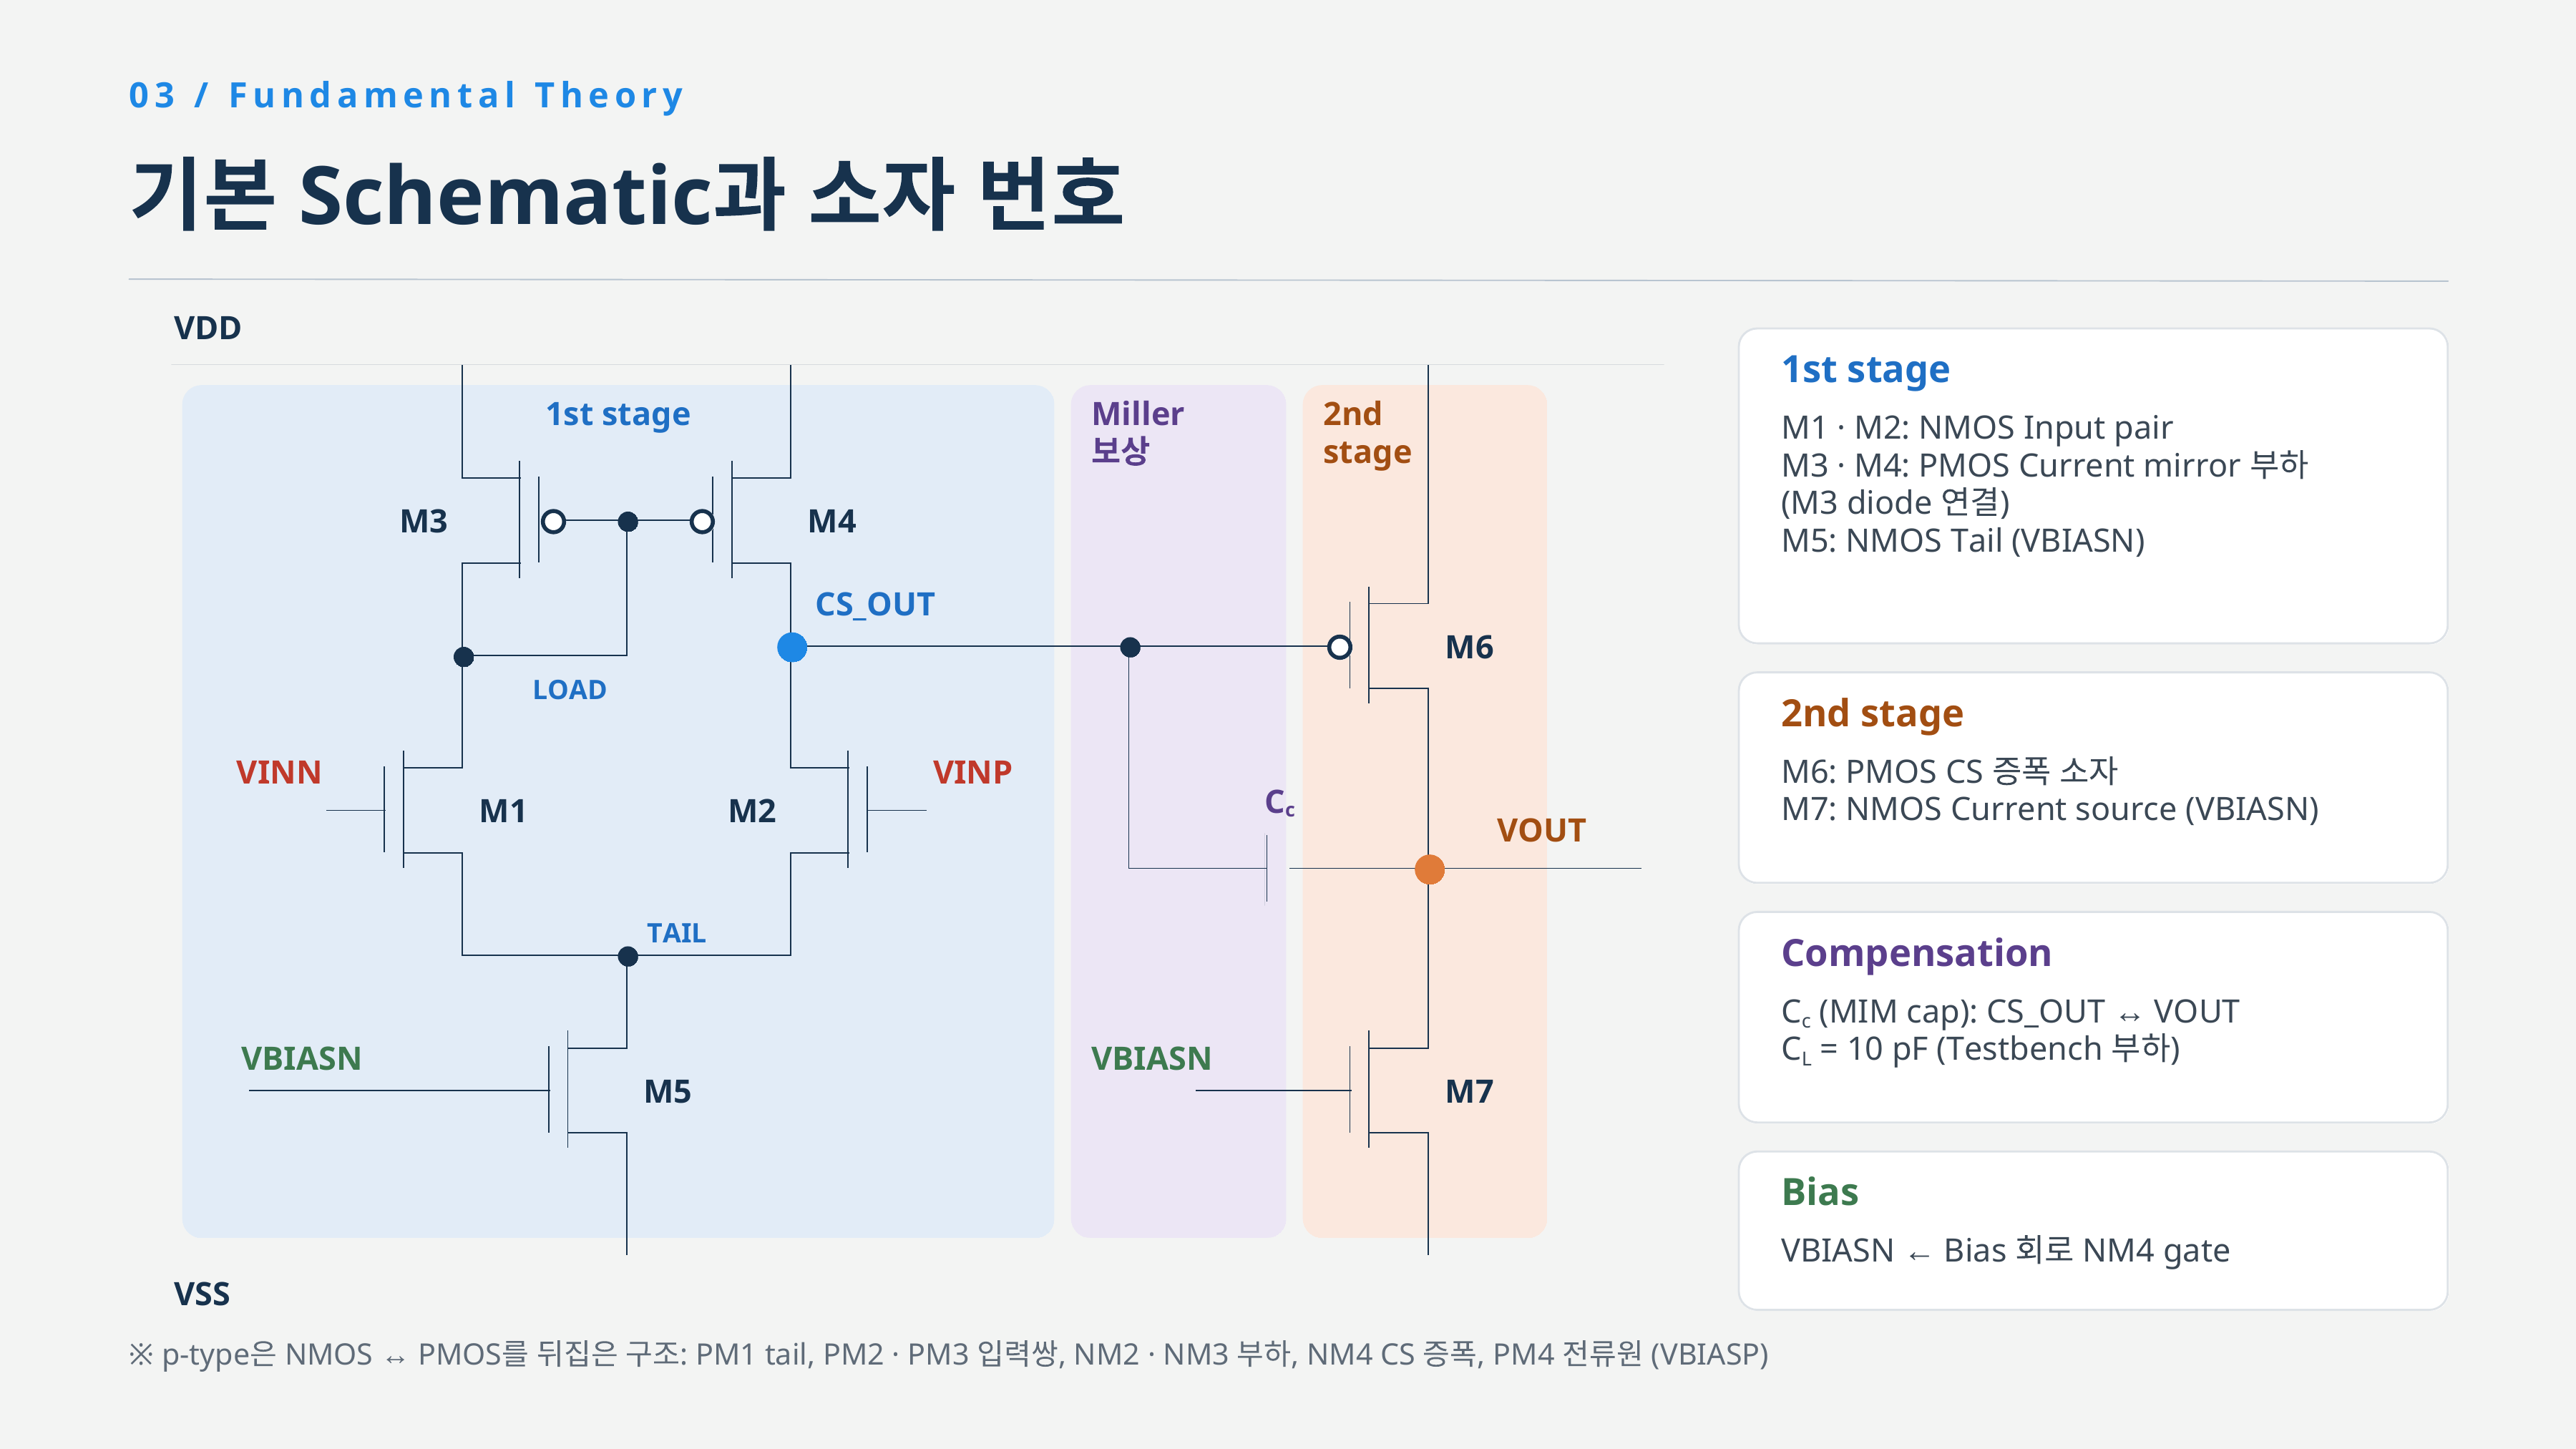 03 / Fundamental Theory
기본 Schematic과 소자 번호
VDD
1st stage
Miller
보상
2nd
stage
M3
M4
CS_OUT
M6
LOAD
VINN
VINP
M1
M2
Cc
VOUT
TAIL
VBIASN
VBIASN
M5
M7
VSS
1st stage
M1 · M2: NMOS Input pair
M3 · M4: PMOS Current mirror 부하
(M3 diode 연결)
M5: NMOS Tail (VBIASN)
2nd stage
M6: PMOS CS 증폭 소자
M7: NMOS Current source (VBIASN)
Compensation
Cc (MIM cap): CS_OUT ↔ VOUT
CL = 10 pF (Testbench 부하)
Bias
VBIASN ← Bias 회로 NM4 gate
※ p-type은 NMOS ↔ PMOS를 뒤집은 구조: PM1 tail, PM2 · PM3 입력쌍, NM2 · NM3 부하, NM4 CS 증폭, PM4 전류원 (VBIASP)